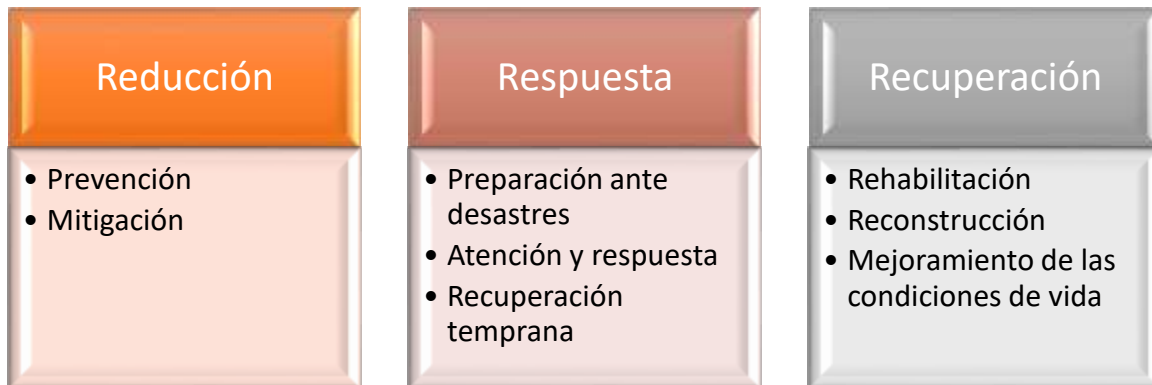 Reducción
• Prevención
• Mitigación
Respuesta
• Preparación ante
desastres
• Atención y respuesta
• Recuperación
temprana
Recuperación
• Rehabilitación
• Reconstrucción
• Mejoramiento de las
condiciones de vida